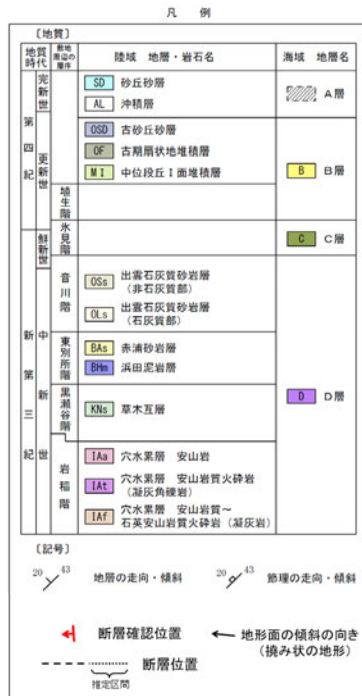 凡 例
〔地質〕
地質時代
敷地周辺の層序
陸域 地層・岩石名
海域 地層名
第四紀
完新世
SD 砂丘砂層
AL 沖積層
A層
更新世
OSD 古砂丘砂層
OF 古期扇状地堆積層
MⅠ 中位段丘Ⅰ面堆積層
B B層
埴生階
氷見階
C C層
新第三紀
鮮新世
中新世
音川階
OSs 出雲石灰質砂岩層
(非石灰質部)
OLs 出雲石灰質砂岩層
(石灰質部)
東別所階
BAs 赤浦砂岩層
BHm 浜田泥岩層
D D層
黒瀬谷階
KNs 草木互層
岩稲階
IAa 穴水累層 安山岩
IAt 穴水累層 安山岩質火砕岩
(凝灰角礫岩)
IAf 穴水累層 安山岩質～
石英安山岩質火砕岩(凝灰岩)
〔記号〕
20 43 地層の走向・傾斜
20 43 節理の走向・傾斜
断層確認位置
地形面の傾斜の向き
(撓み状の地形)
断層位置
推定区間